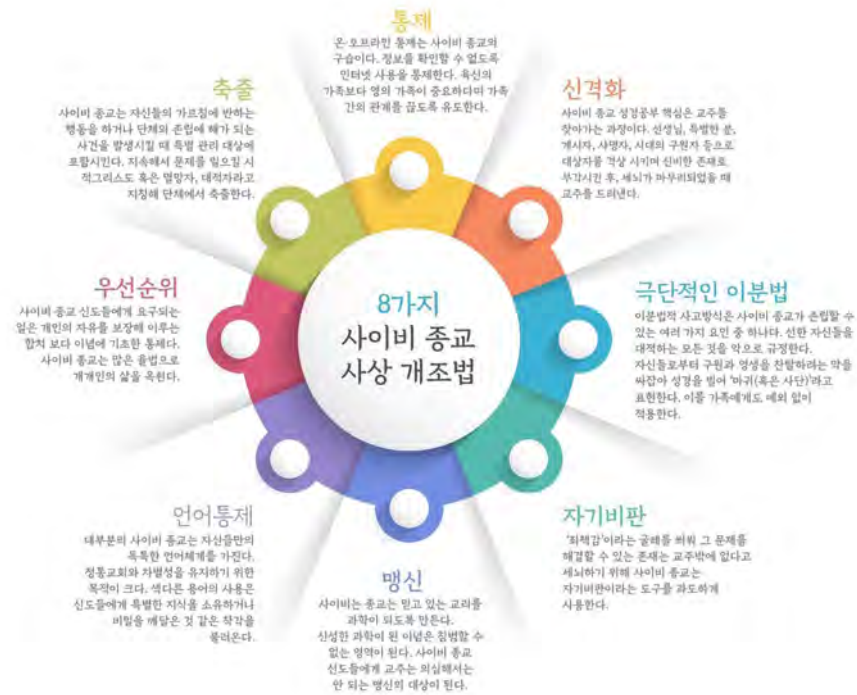 8가지
사이비 종교
사상 개조법
통제
온·오프라인 통제는 사이비 종교의
구습이다. 정보를 확인할 수 없도록
인터넷 사용을 통제한다. 육신의
가족보다 영의 가족이 중요하다며 가족
간의 관계를 끊도록 유도한다.
신격화
사이비 종교 성경공부 핵심은 교주를
찾아가는 과정이다. 선생님, 특별한 분,
계시자, 사명자, 시대의 구원자 등으로
대상자를 격상 시키며 신비한 존재로
부각시킨 후, 세뇌가 마무리되었을 때
교주를 드러낸다.
극단적인 이분법
이분법적 사고방식은 사이비 종교가 존립할 수
있는 여러 가지 요인 중 하나다. 선한 자신들을
대적하는 모든 것을 악으로 규정한다.
자신들로부터 구원과 영생을 찬탈하려는 악을
싸잡아 성경을 빌어 '마귀(혹은 사단)'라고
표현한다. 이를 가족에게도 예외 없이
적용한다.
자기비판
'죄책감'이라는 굴레를 씌워 그 문제를
해결할 수 있는 존재는 교주밖에 없다고
세뇌하기 위해 사이비 종교는
자기비판이라는 도구를 과도하게
사용한다.
맹신
사이비는 종교는 믿고 있는 교리를
과학이 되도록 만든다.
신성한 과학이 된 이념은 침범할 수
없는 영역이 된다. 사이비 종교
신도들에게 교주는 의심해서는
안 되는 맹신의 대상이 된다.
언어통제
대부분의 사이비 종교는 자신들만의
독특한 언어체계를 가진다.
정통교회와 차별성을 유지하기 위한
목적이 크다. 색다른 용어의 사용은
신도들에게 특별한 지식을 소유하거나
비밀을 깨달은 것 같은 착각을
불러온다.
우선순위
사이비 종교 신도들에게 요구되는
일은 개인의 자유를 보장해 이루는
합치 보다 이념에 기초한 통제다.
사이비 종교는 많은 율법으로
개개인의 삶을 옥죈다.
축출
사이비 종교는 자신들의 가르침에 반하는
행동을 하거나 단체의 존립에 해가 되는
사건을 발생시킬 때 특별 관리 대상에
포함시킨다. 지속해서 문제를 일으킬 시
적그리스도 혹은 멸망자, 대적자라고
지칭해 단체에서 축출한다.